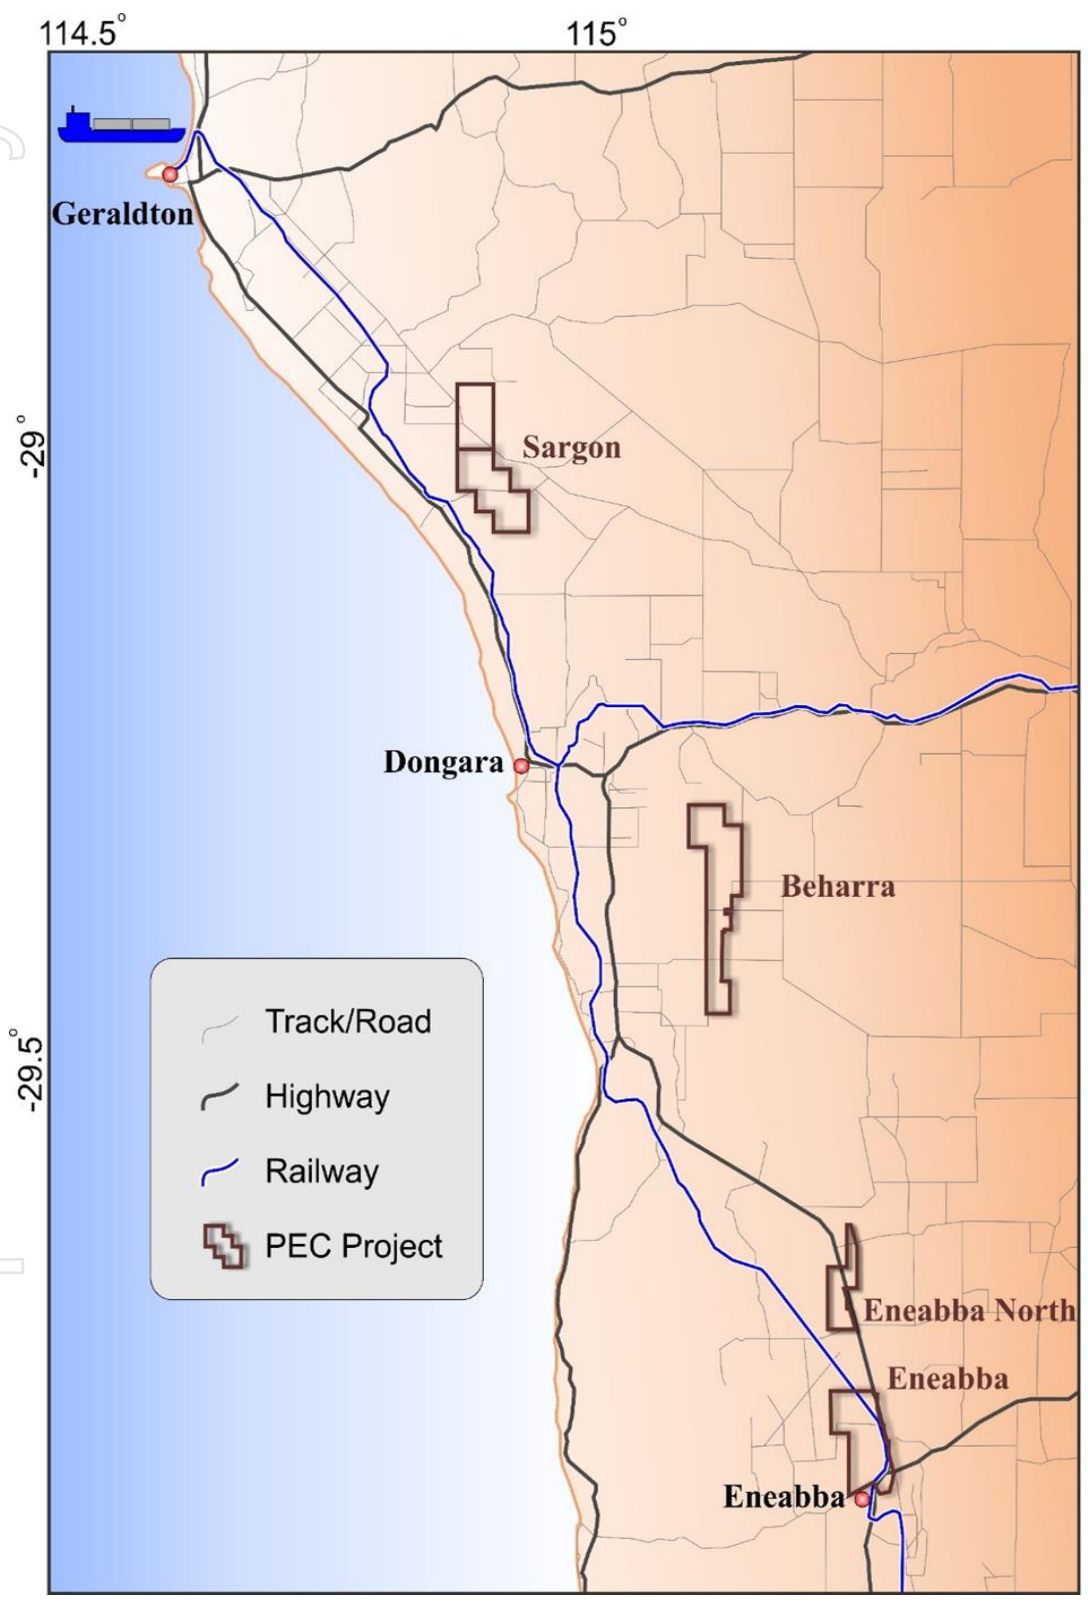 114.5°
115°
Geraldton
-29°
Sargon
Dongara
Beharra
-29.5°
Track/Road
Highway
Railway
PEC Project
Eneabba North
Eneabba
Eneabba